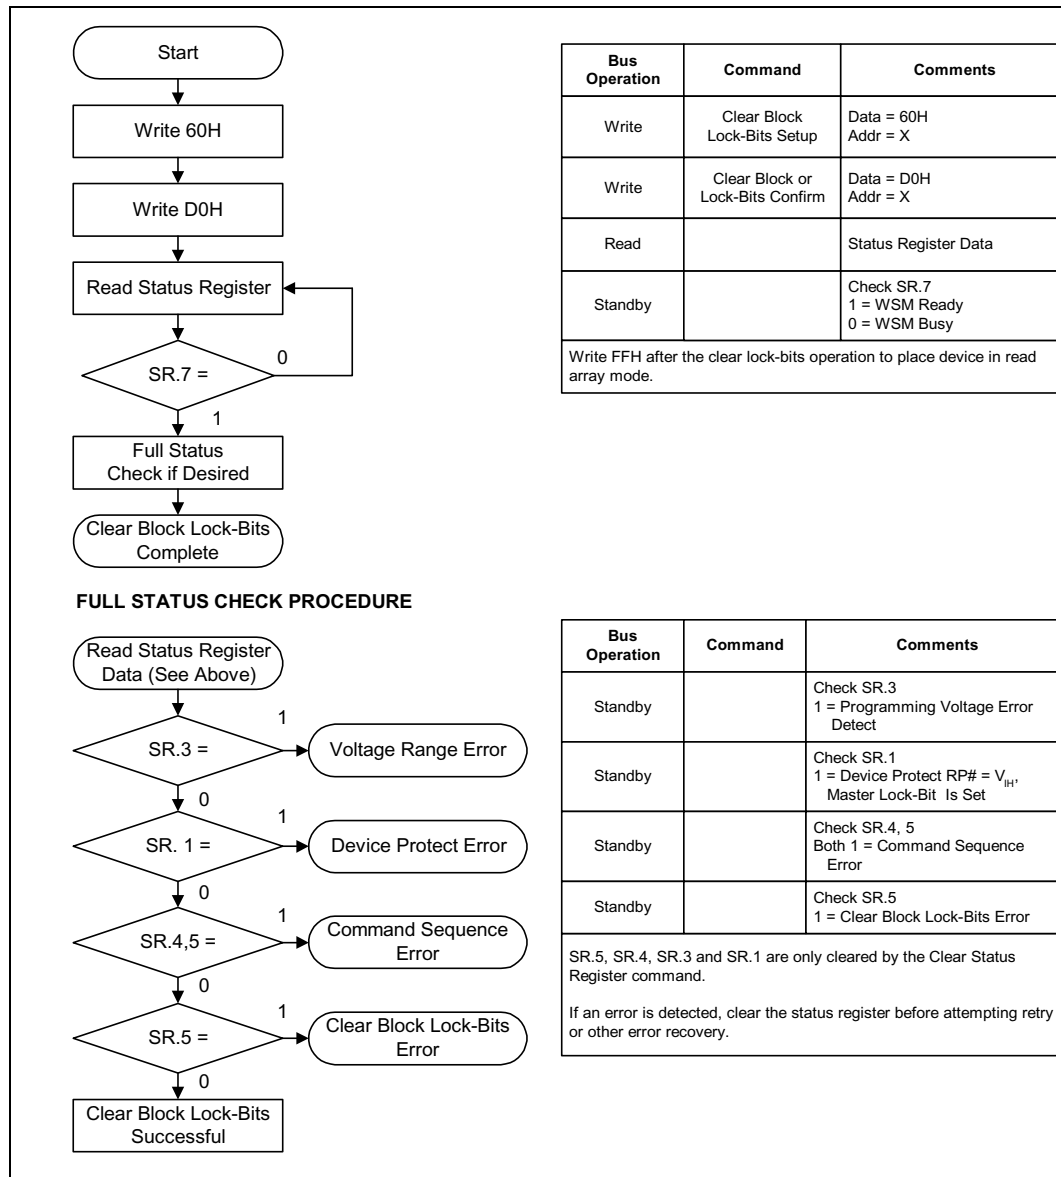 Start
Write 60H
Write D0H
Read Status Register
SR.7 =
0
1
Full Status
Check if Desired
Clear Block Lock-Bits
Complete
Bus
Operation
Command
Comments
Write
Clear Block
Lock-Bits Setup
Data = 60H
Addr = X
Write
Clear Block or
Lock-Bits Confirm
Data = D0H
Addr = X
Read
Status Register Data
Standby
Check SR.7
1 = WSM Ready
0 = WSM Busy
Write FFH after the clear lock-bits operation to place device in read
array mode.
FULL STATUS CHECK PROCEDURE
Read Status Register
Data (See Above)
SR.3 =
1
Voltage Range Error
0
SR. 1 =
1
Device Protect Error
0
SR.4,5 =
1
Command Sequence
Error
0
SR.5 =
1
Clear Block Lock-Bits
Error
0
Clear Block Lock-Bits
Successful
Bus
Operation
Command
Comments
Standby
Check SR.3
1 = Programming Voltage Error
Detect
Standby
Check SR.1
1 = Device Protect RP# = VIH,
Master Lock-Bit Is Set
Standby
Check SR.4, 5
Both 1 = Command Sequence
Error
Standby
Check SR.5
1 = Clear Block Lock-Bits Error
SR.5, SR.4, SR.3 and SR.1 are only cleared by the Clear Status
Register command.
If an error is detected, clear the status register before attempting retry
or other error recovery.